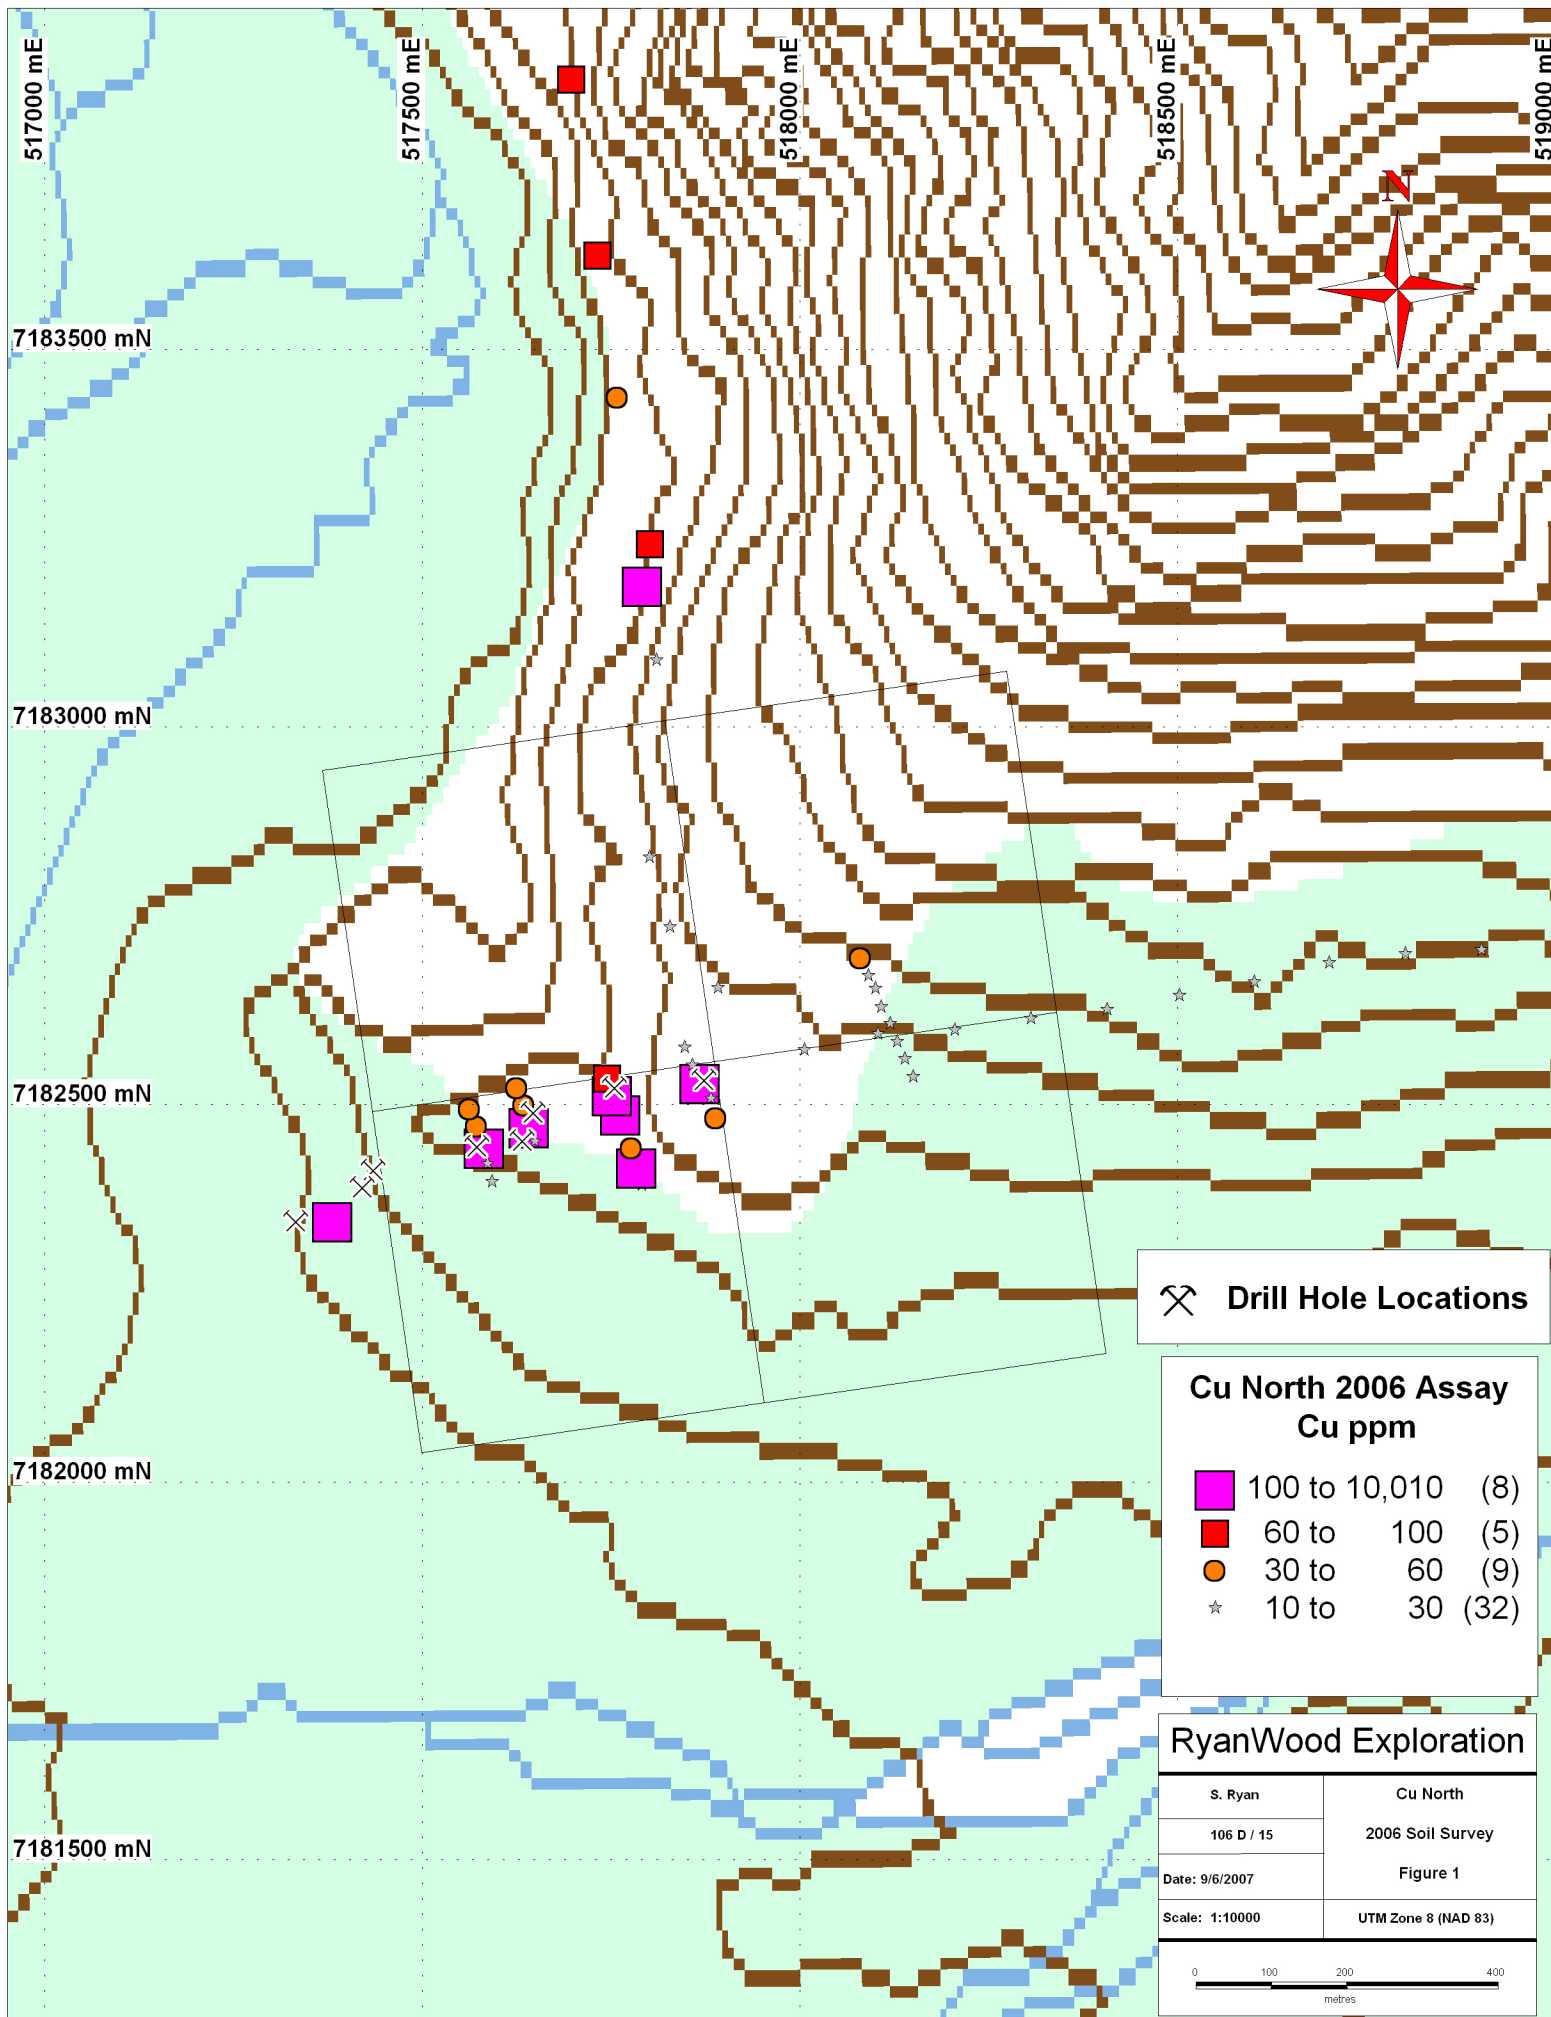 517000 mE
517500 mE
518000 mE
518500 mE
519000 mE
N
7183500 mN
7183000 mN
7182500 mN
7182000 mN
7181500 mN
Drill Hole Locations
Cu North 2006 Assay
Cu ppm
100 to 10,010 (8)
60 to 100 (5)
30 to 60 (9)
10 to 30 (32)
RyanWood Exploration
S. Ryan
106 D / 15
Date: 9/6/2007
Scale: 1:10000
Cu North
2006 Soil Survey
Figure 1
UTM Zone 8 (NAD 83)
0 100 200 400
metres